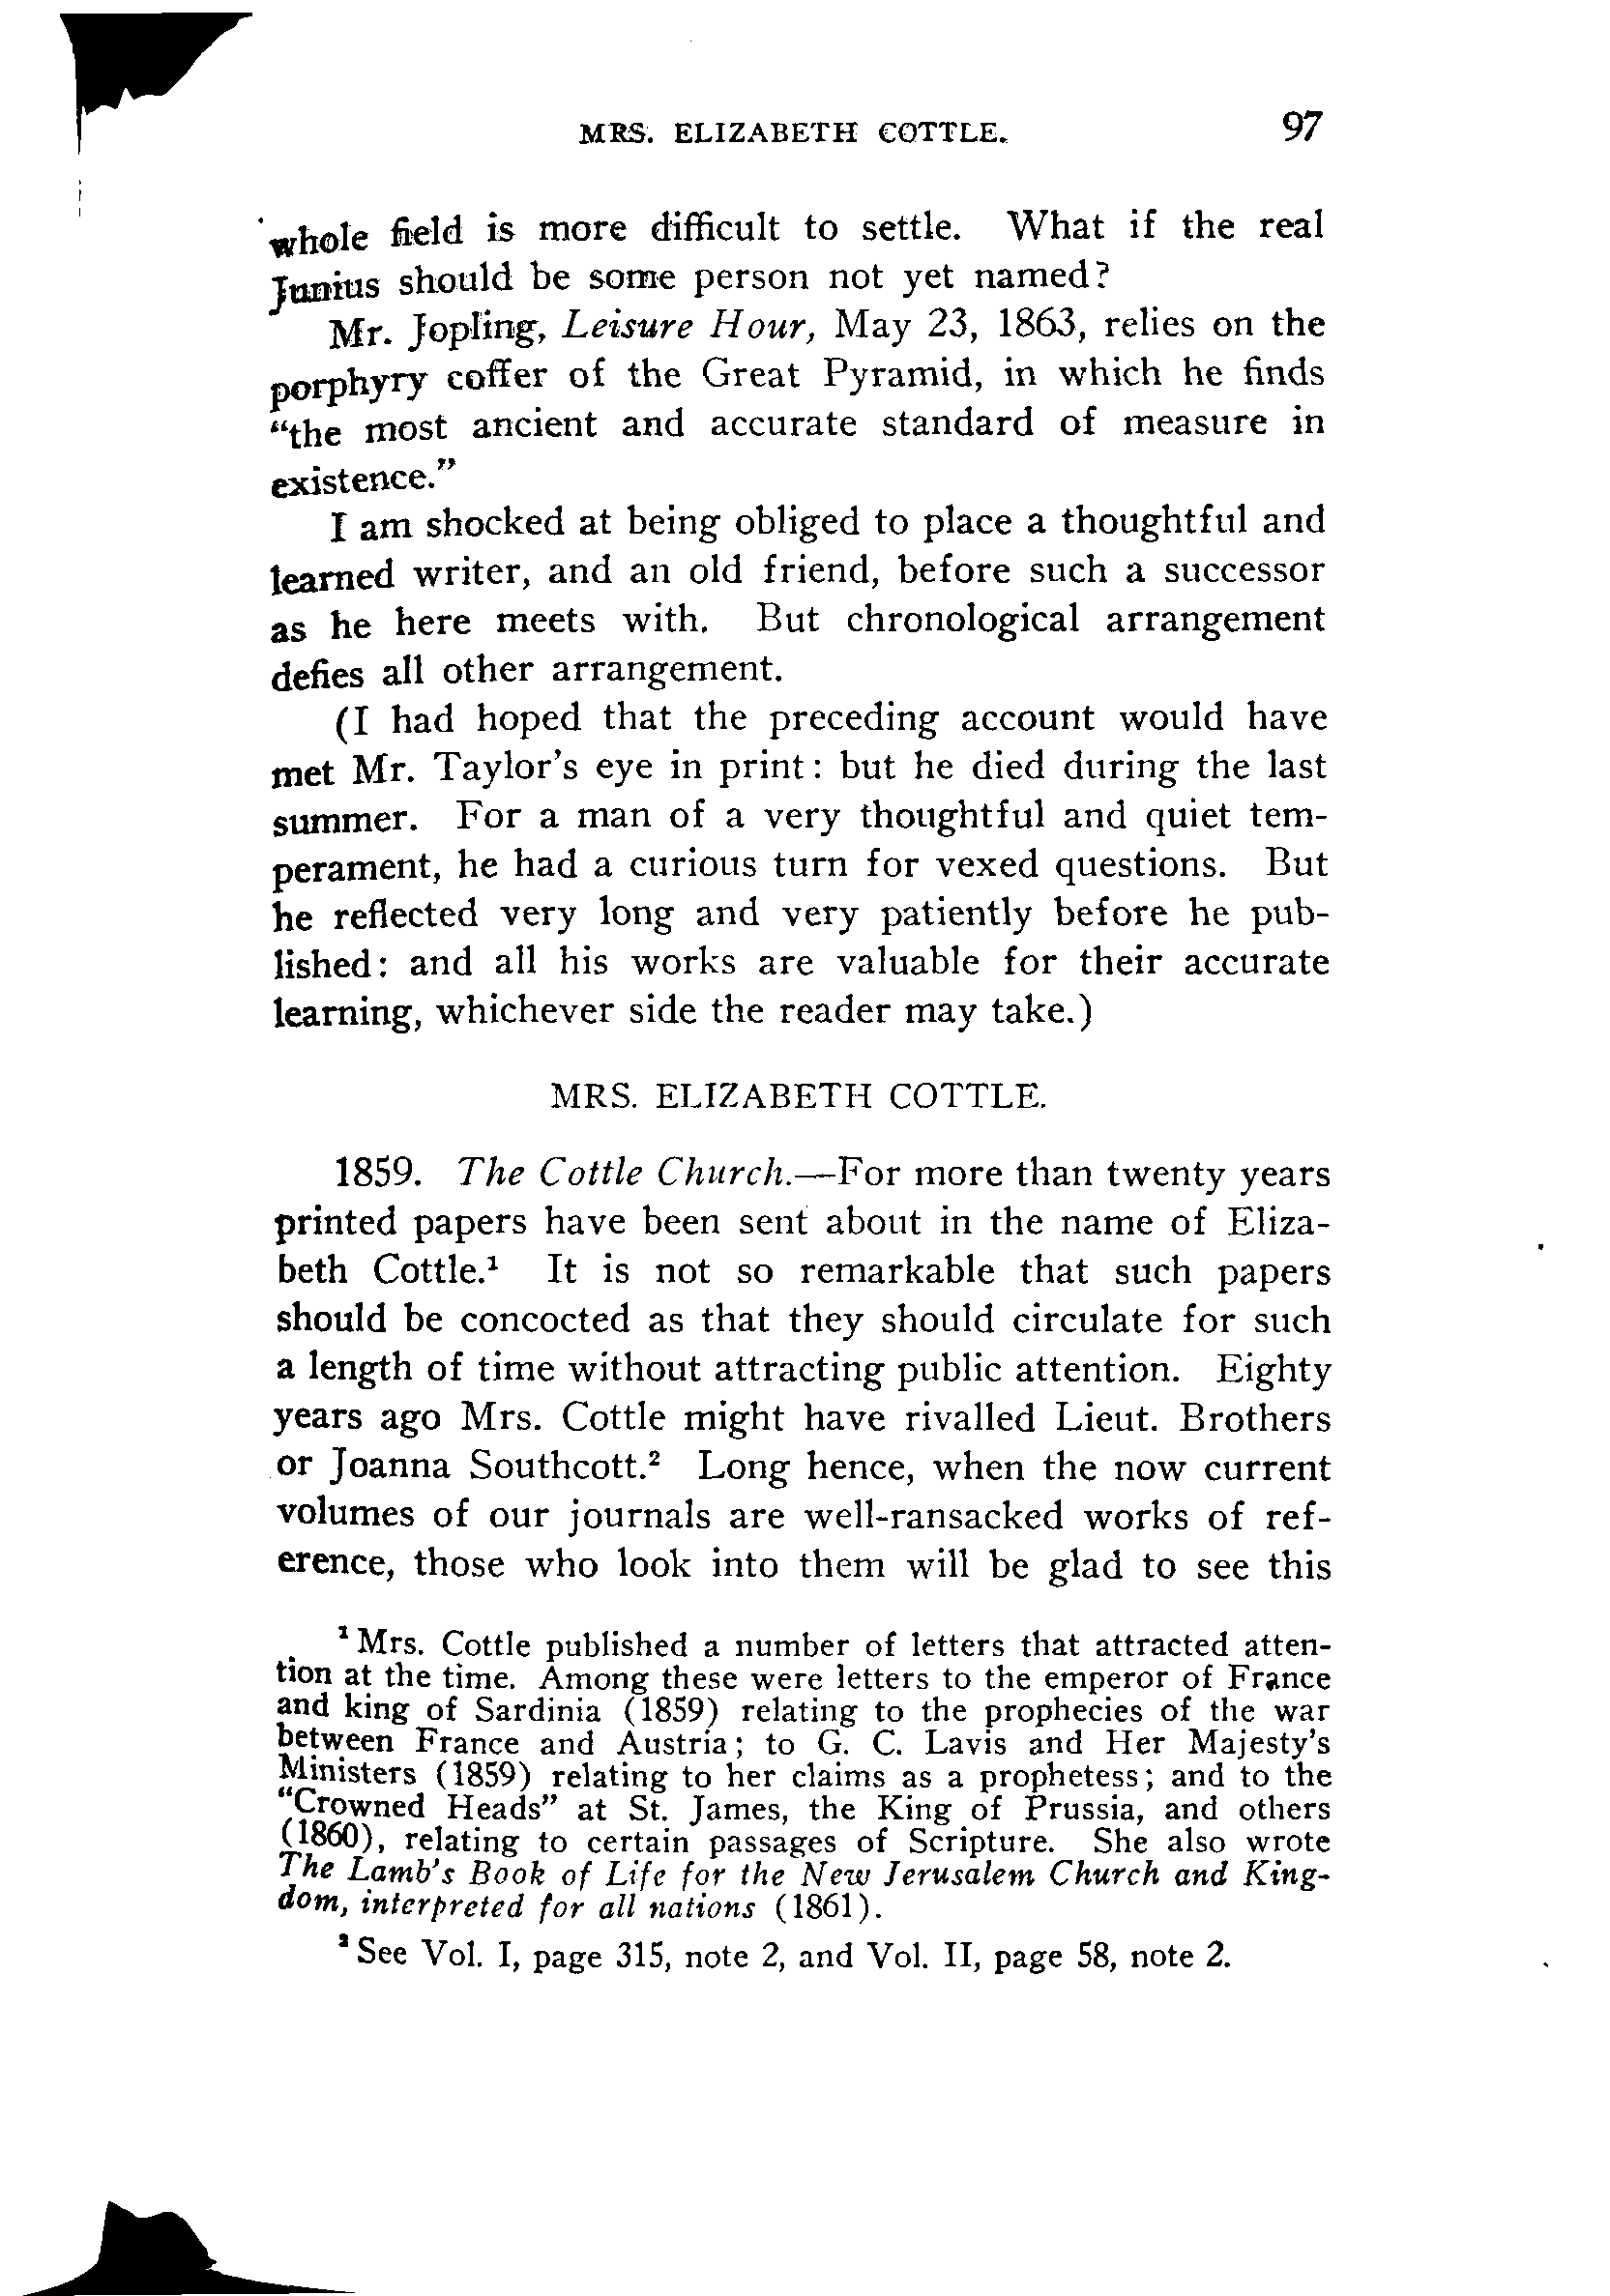 MRS. ELIZABETH COTTLE. 97
whole field is more difficult to settle. What if the real
Junius should be some person not yet named?
Mr. Jopling, Leisure Hour, May 23, 1863, relies on the
porphyry coffer of the Great Pyramid, in which he finds
“the most ancient and accurate standard of measure in
existence.”
I am shocked at being obliged to place a thoughtful and
learned writer, and an old friend, before such a successor
as he here meets with. But chronological arrangement
defies all other arrangement.
(I had hoped that the preceding account would have
met Mr. Taylor's eye in print: but he died during the last
summer. For a man of a very thoughtful and quiet tem-
perament, he had a curious turn for vexed questions. But
he reflected very long and very patiently before he pub-
lished: and all his works are valuable for their accurate
learning, whichever side the reader may take.)
MRS. ELIZABETH COTTLE.
1859. The Cottle Church.—For more than twenty years
printed papers have been sent about in the name of Eliza-
beth Cottle.¹ It is not so remarkable that such papers
should be concocted as that they should circulate for such
a length of time without attracting public attention. Eighty
years ago Mrs. Cottle might have rivalled Lieut. Brothers
or Joanna Southcott.² Long hence, when the now current
volumes of our journals are well-ransacked works of ref-
erence, those who look into them will be glad to see this
¹ Mrs. Cottle published a number of letters that attracted atten-
tion at the time. Among these were letters to the emperor of France
and king of Sardinia (1859) relating to the prophecies of the war
between France and Austria; to G. C. Lavis and Her Majesty's
Ministers (1859) relating to her claims as a prophetess; and to the
“Crowned Heads” at St. James, the King of Prussia, and others
(1860), relating to certain passages of Scripture. She also wrote
The Lamb's Book of Life for the New Jerusalem Church and King-
dom, interpreted for all nations (1861).
² See Vol. I, page 315, note 2, and Vol. II, page 58, note 2.